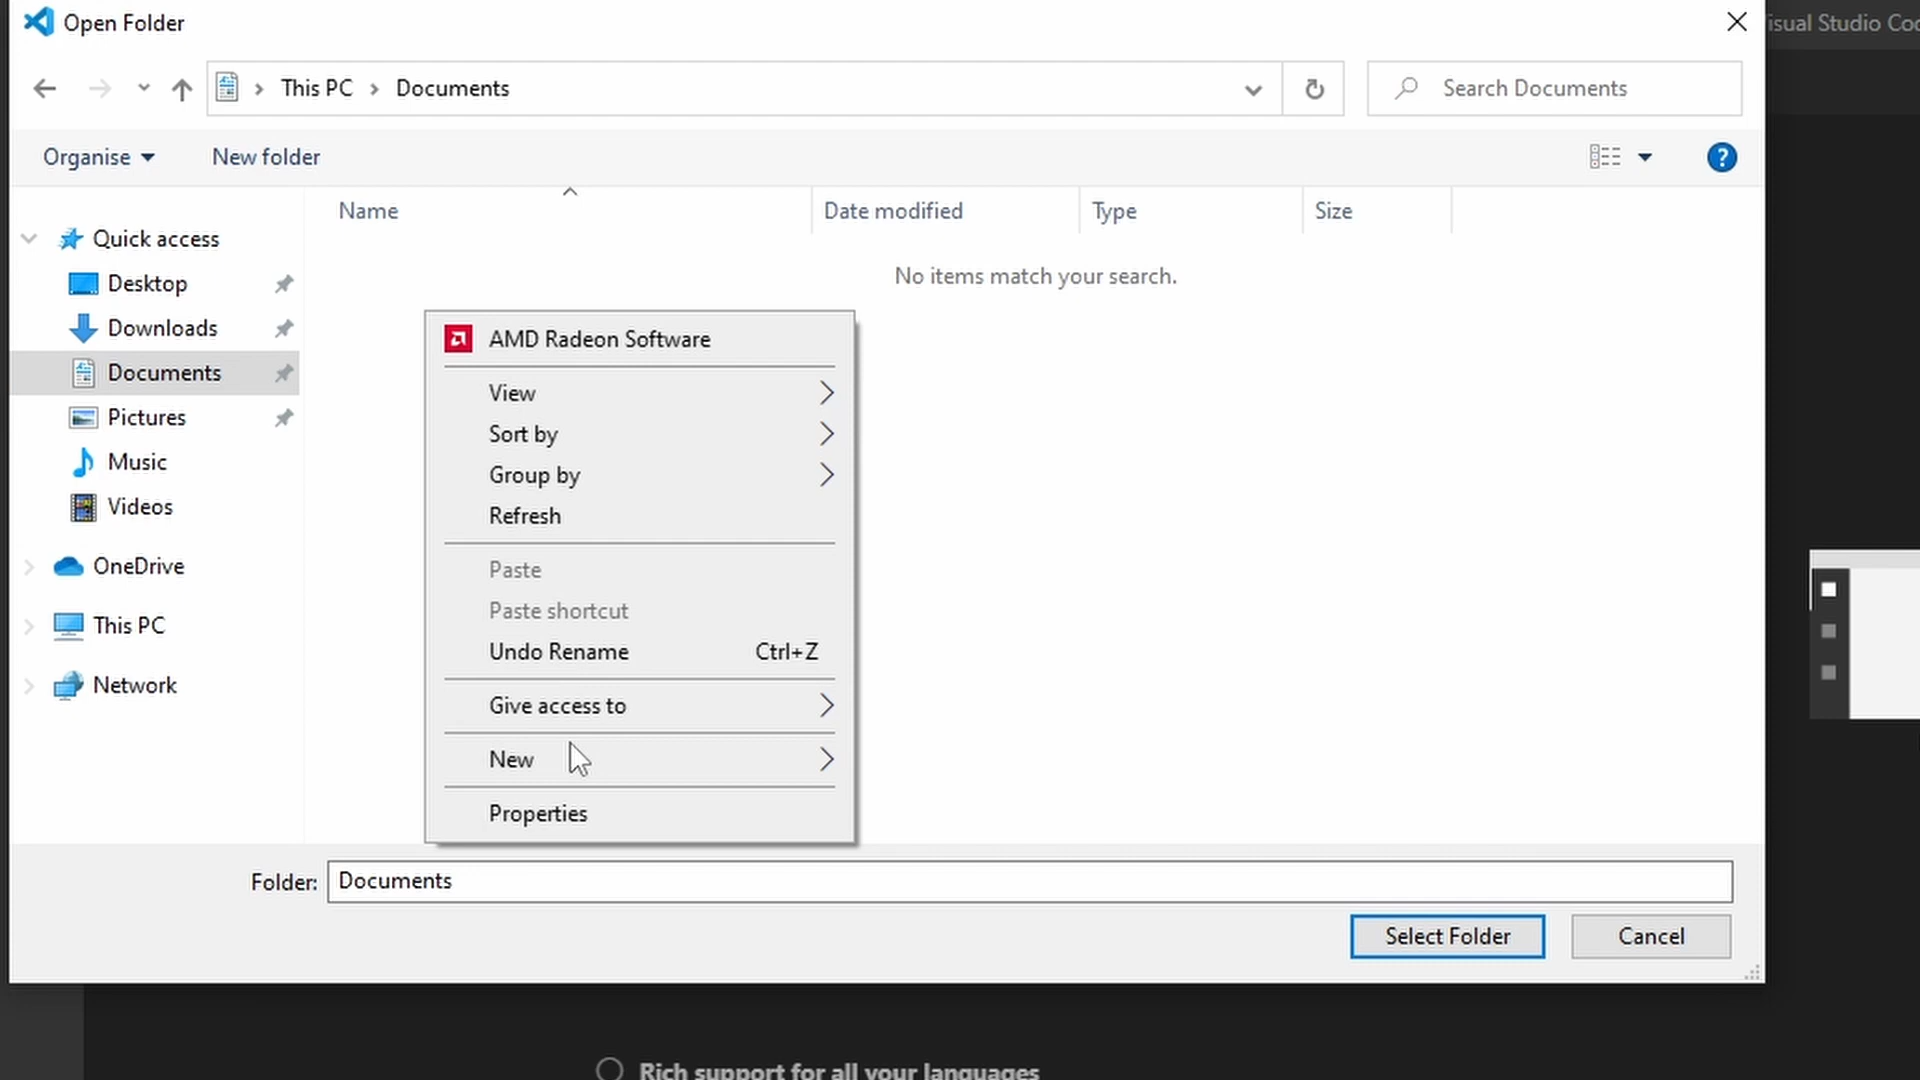 Open Folder
isual Studio Coo
This PC
Documents
Search Documents
Organise
New folder
?
Name
Date modified
Type
Size
No items match your search.
Quick access
Desktop
Downloads
Documents
Pictures
Music
Videos
OneDrive
This PC
Network
AMD Radeon Software
View
Sort by
Group by
Refresh
Paste
Paste shortcut
Undo Rename Ctrl+Z
Give access to
New
Properties
Folder: Documents
Select Folder
Cancel
Rich support for all your languages